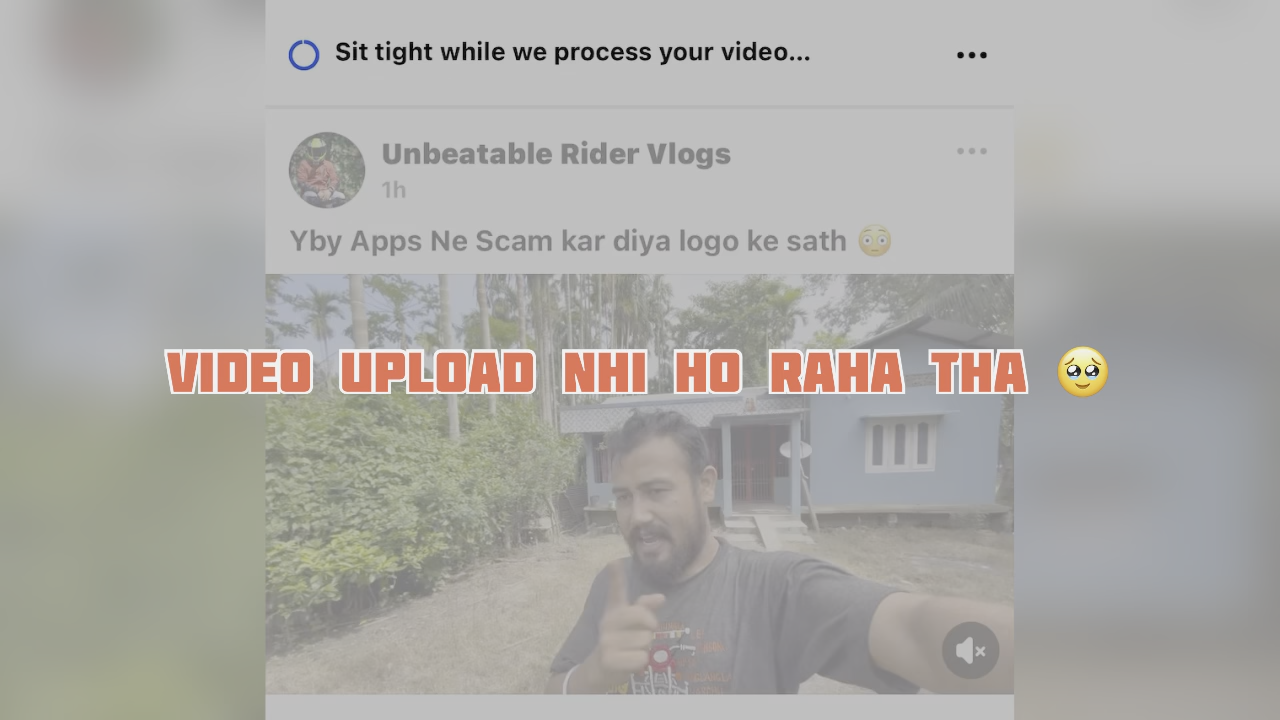 Sit tight while we process your video...
Unbeatable Rider Vlogs
1h
Yby Apps Ne Scam kar diya logo ke sath 😳
VIDEO UPLOAD NHI HO RAHA THA 🥹